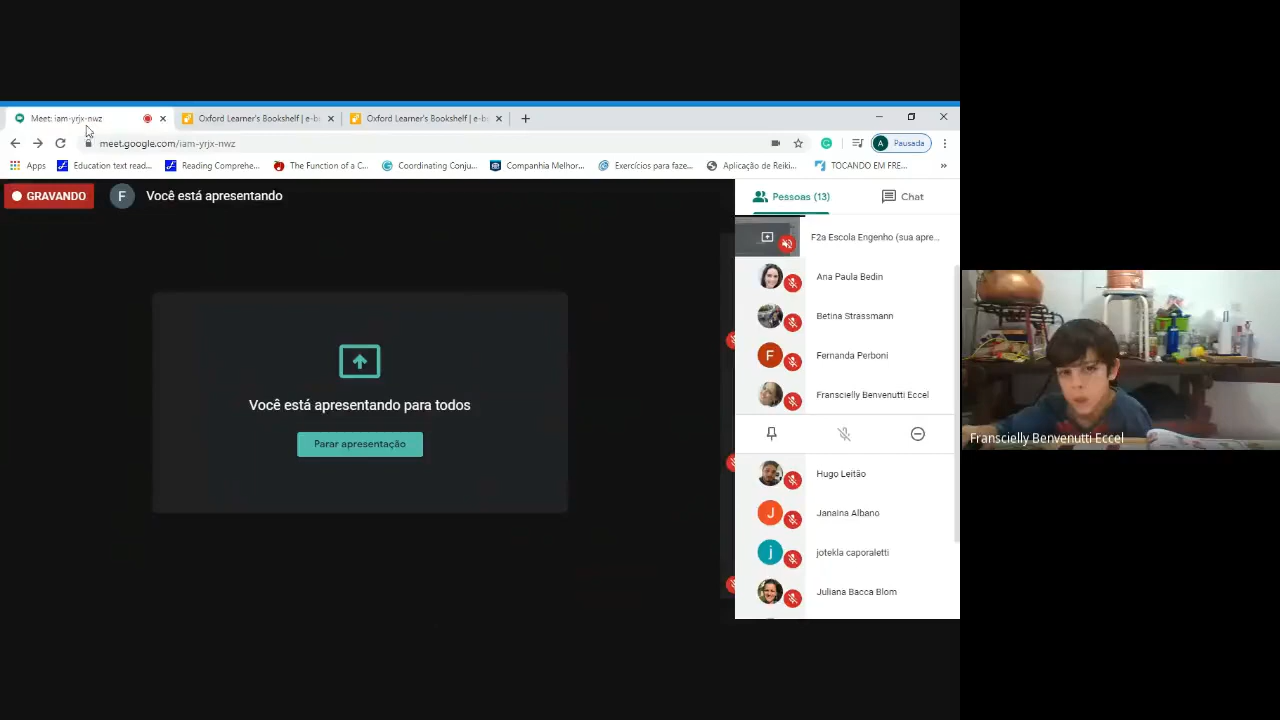 Meet: iam-yrjx-nwz
Oxford Learner's Bookshelf | e-b
Oxford Learner's Bookshelf | e-b
meet.google.com/iam-yrjx-nwz
A Pausada
Apps
Education text read...
Reading Comprehe...
The Function of a C...
Coordinating Conju...
Companhia Melhor...
Exercícios para faze...
Aplicação de Reiki...
TOCANDO EM FRE...
»
GRAVANDO
F
Você está apresentando
Pessoas (13)
Chat
F2a Escola Engenho (sua apre...
Ana Paula Bedin
Betina Strassmann
F
Fernanda Perboni
Franscielly Benvenutti Eccel
Você está apresentando para todos
Parar apresentação
Hugo Leitão
J
Janaina Albano
j
jotekla caporaletti
Juliana Bacca Blom
Franscielly Benvenutti Eccel